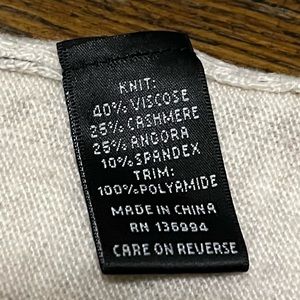 KNIT:
40% VISCOSE
25% CASHMERE
25% ANGORA
10% SPANDEX
TRIM:
100% POLYAMIDE
MADE IN CHINA
RN 136994
CARE ON REVERSE